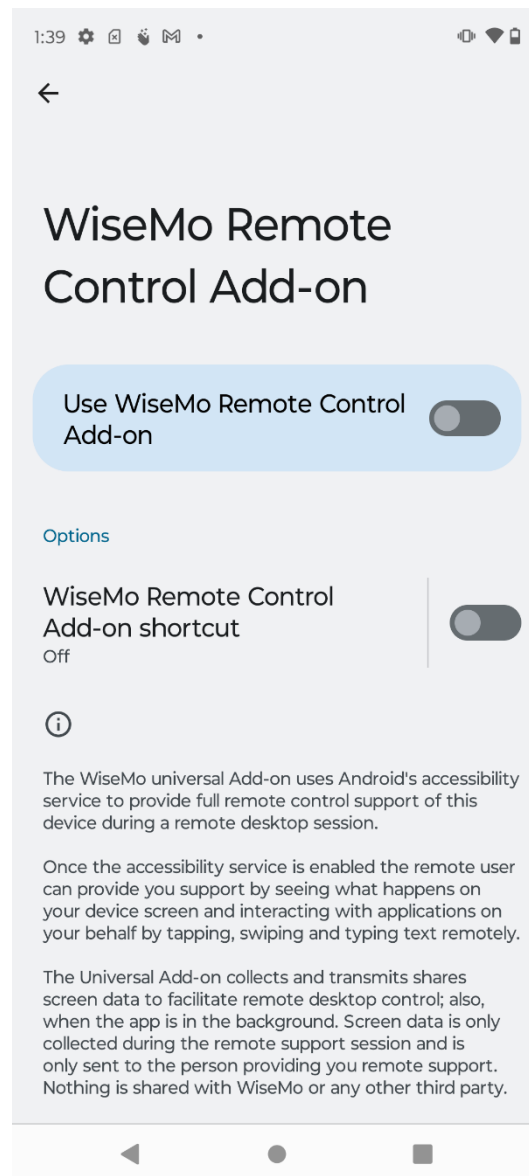 1:39
WiseMo Remote
Control Add-on
Use WiseMo Remote Control
Add-on
Options
WiseMo Remote Control
Add-on shortcut
Off
The WiseMo universal Add-on uses Android's accessibility
service to provide full remote control support of this
device during a remote desktop session.
Once the accessibility service is enabled the remote user
can provide you support by seeing what happens on
your device screen and interacting with applications on
your behalf by tapping, swiping and typing text remotely.
The Universal Add-on collects and transmits shares
screen data to facilitate remote desktop control; also,
when the app is in the background. Screen data is only
collected during the remote support session and is
only sent to the person providing you remote support.
Nothing is shared with WiseMo or any other third party.